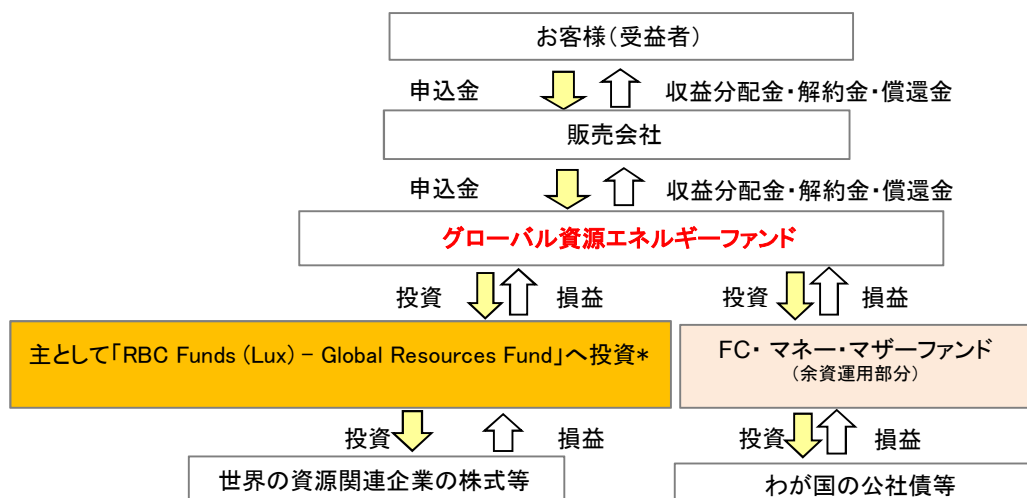 お客様(受益者)
申込金 収益分配金・解約金・償還金
販売会社
申込金 収益分配金・解約金・償還金
グローバル資源エネルギーファンド
投資 損益 投資 損益
主として「RBC Funds (Lux) – Global Resources Fund」へ投資*
FC・ マネー・マザーファンド
(余資運用部分)
投資 損益 投資 損益
世界の資源関連企業の株式等
わが国の公社債等